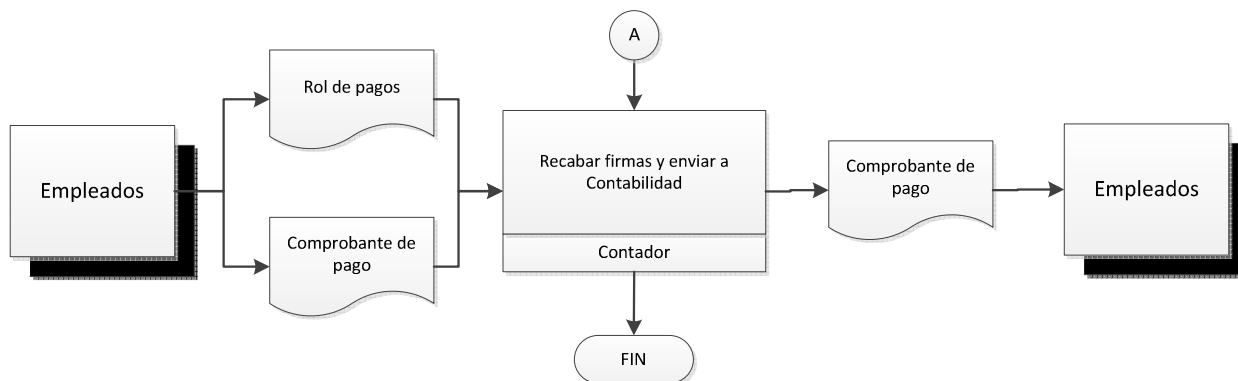 A
Rol de pagos
Empleados
Comprobante de
pago
Recabar firmas y enviar a
Contabilidad
Contador
Comprobante de
pago
Empleados
FIN